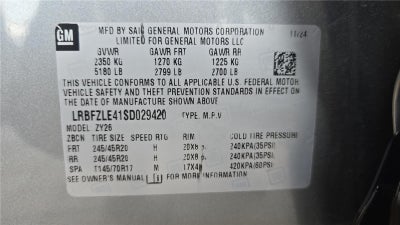 GM
MFD BY SAIC GENERAL MOTORS CORPORATION 11/24
LIMITED FOR GENERAL MOTORS LLC
GVWR GAWR FRT GAWR RR
2350 KG 1270 KG 1225 KG
5180 LB 2799 LB 2700 LB
THIS VEHICLE CONFORMS TO ALL APPLICABLE U.S. FEDERAL MOTOR
VEHICLE SAFETY AND THEFT PREVENTION STANDARDS IN EFFECT ON
THE DATE OF MANUFACTURE SHOWN ABOVE.
LRBFZLE41SD029420 TYPE: M.P.V
MODEL: ZY26
ZBCN TIRE SIZE SPEED RTG RIM COLD TIRE PRESSURE
FRT 245/45R20 H 20X8 240KPA(35PSI)
RR 245/45R20 H 20X8 240KPA(35PSI)
SPA T145/70R17 M 17X4 420KPA(60PSI)
SEE OWNER'S MANUAL FOR MORE INFORMATION.